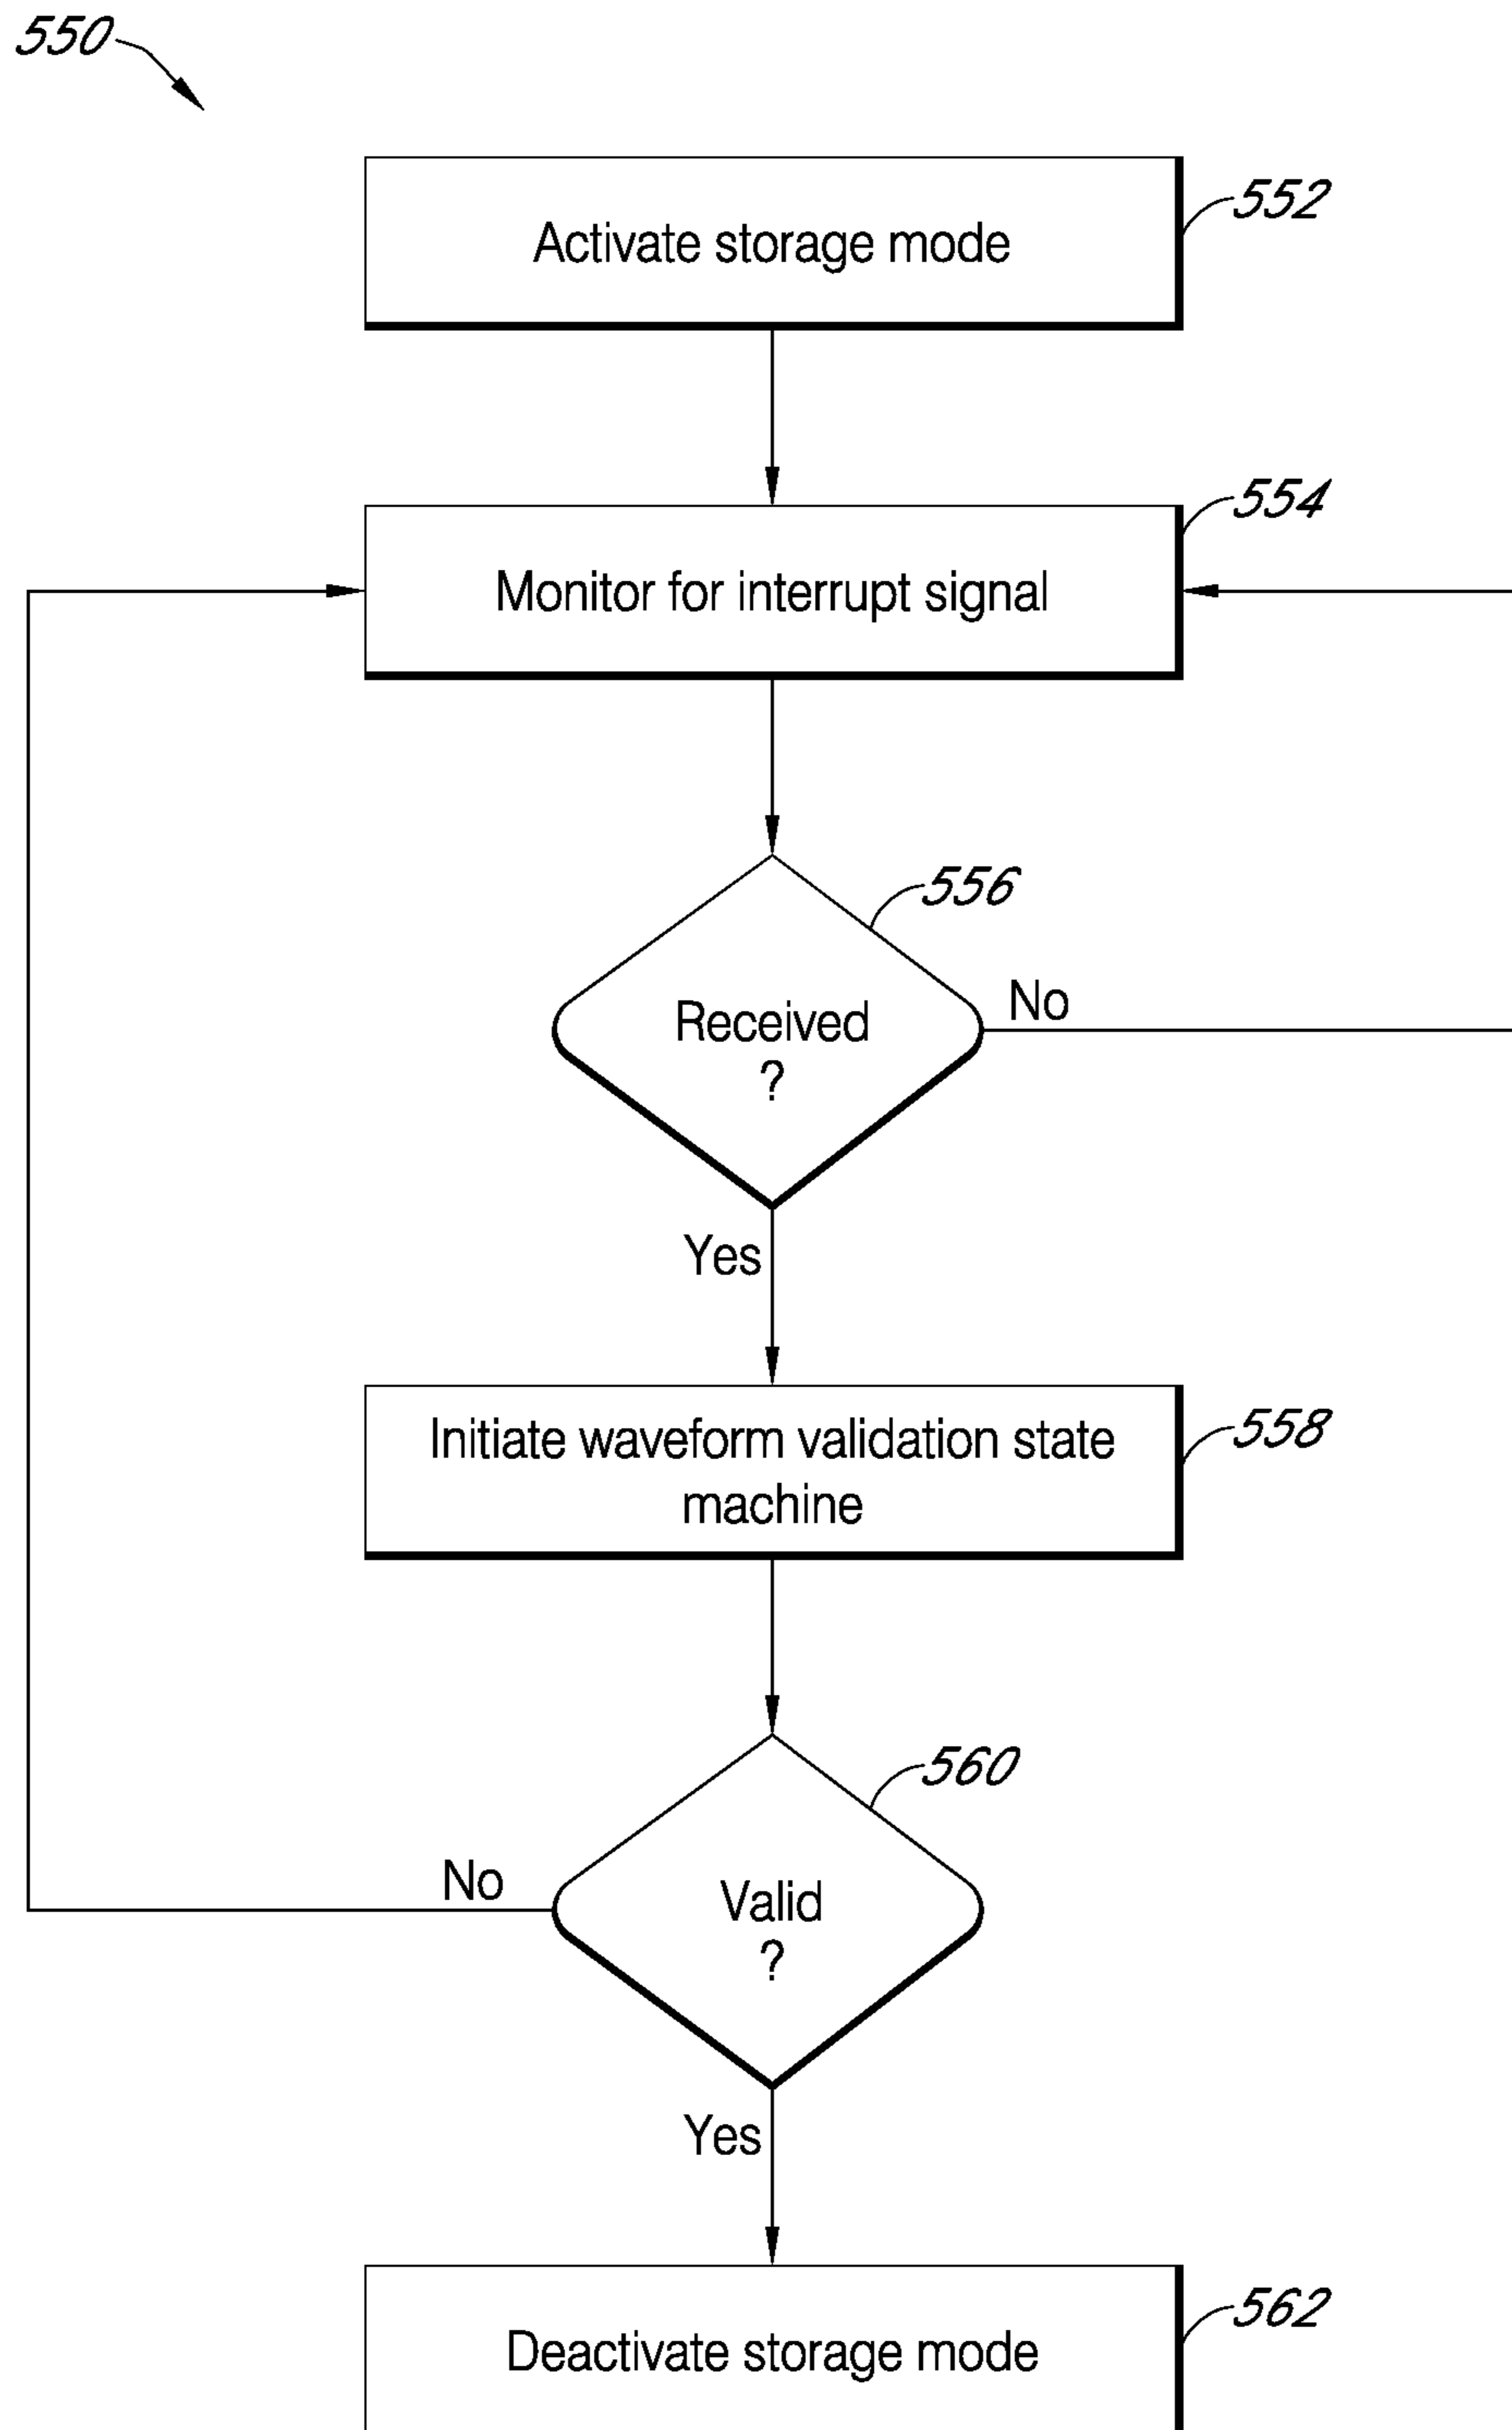 550
Activate storage mode
552
Monitor for interrupt signal
554
556
Received
?
No
Yes
Initiate waveform validation state
machine
558
560
Valid
?
No
Yes
Deactivate storage mode
562